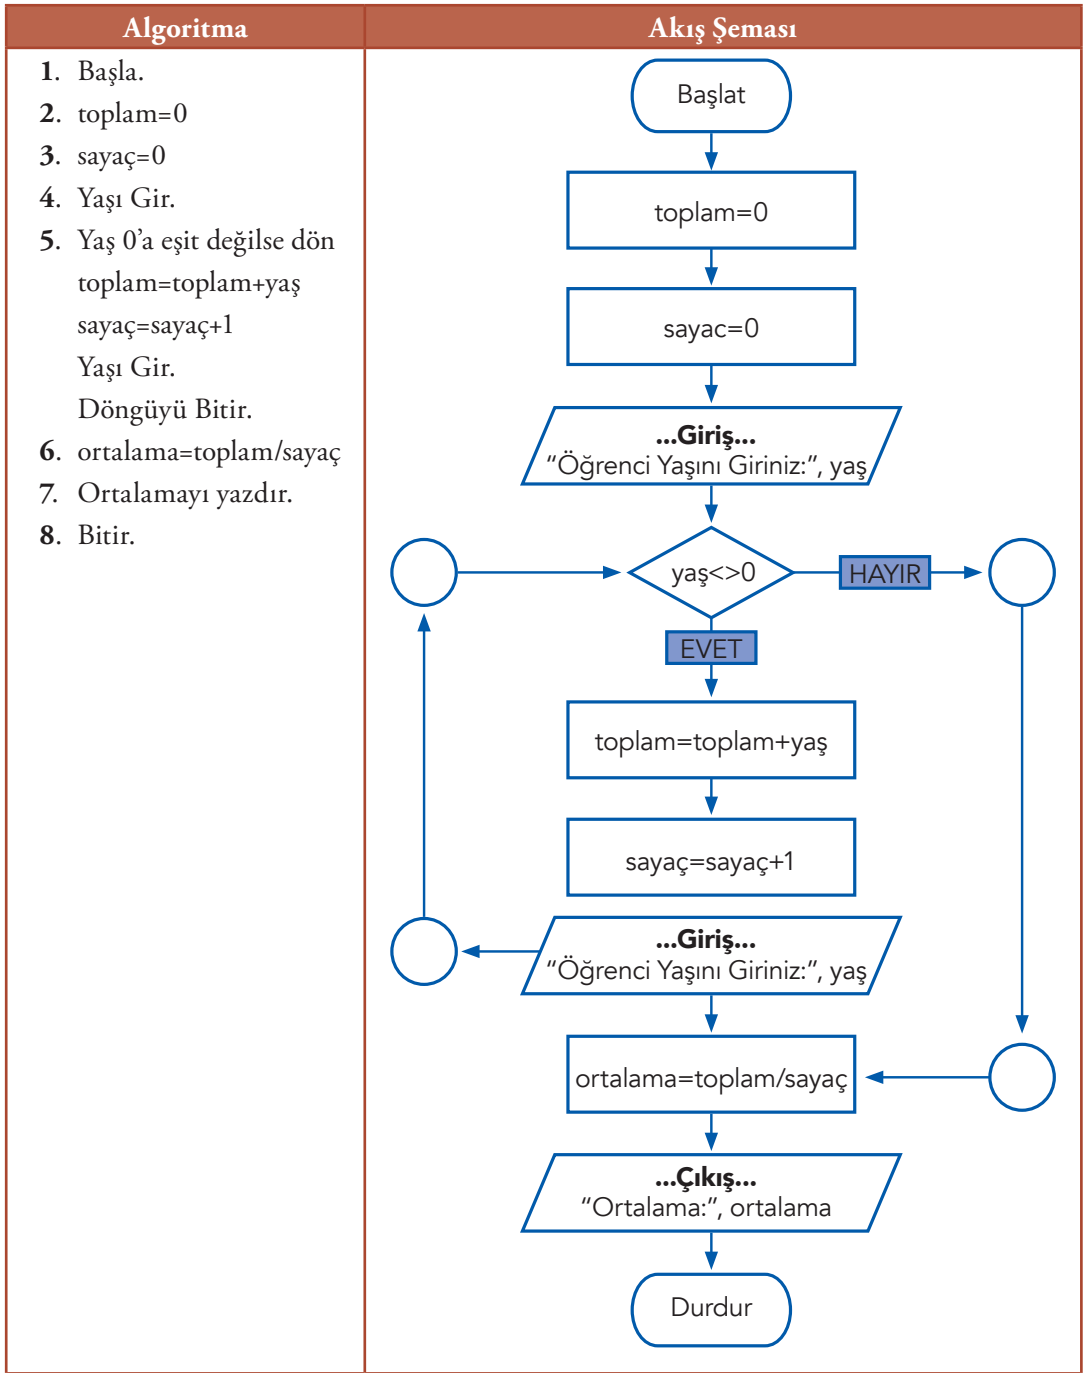 Algoritma
1. Başla.
2. toplam=0
3. sayaç=0
4. Yaşı Gir.
5. Yaş 0’a eşit değilse dön
toplam=toplam+yaş
sayaç=sayaç+1
Yaşı Gir.
Döngüyü Bitir.
6. ortalama=toplam/sayaç
7. Ortalamayı yazdır.
8. Bitir.
Akış Şeması
Başlat
toplam=0
sayac=0
...Giriş...
“Öğrenci Yaşını Giriniz:”, yaş
yaş<>0
HAYIR
EVET
toplam=toplam+yaş
sayaç=sayaç+1
...Giriş...
“Öğrenci Yaşını Giriniz:”, yaş
ortalama=toplam/sayaç
...Çıkış...
“Ortalama:”, ortalama
Durdur